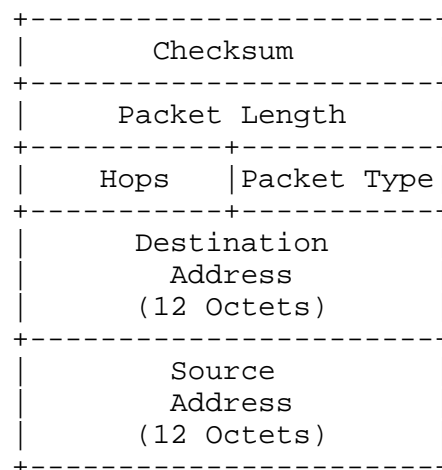 Checksum
Packet Length
Hops | Packet Type
Destination
Address
(12 Octets)
Source
Address
(12 Octets)